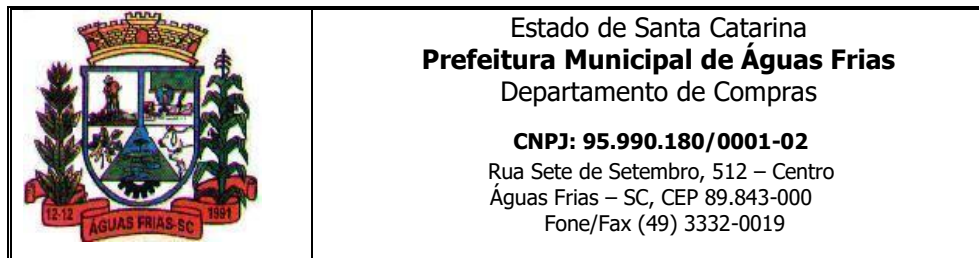 12-12
ÁGUAS FRIAS-SC
1991
Estado de Santa Catarina
Prefeitura Municipal de Águas Frias
Departamento de Compras
CNPJ: 95.990.180/0001-02
Rua Sete de Setembro, 512 – Centro
Águas Frias – SC, CEP 89.843-000
Fone/Fax (49) 3332-0019